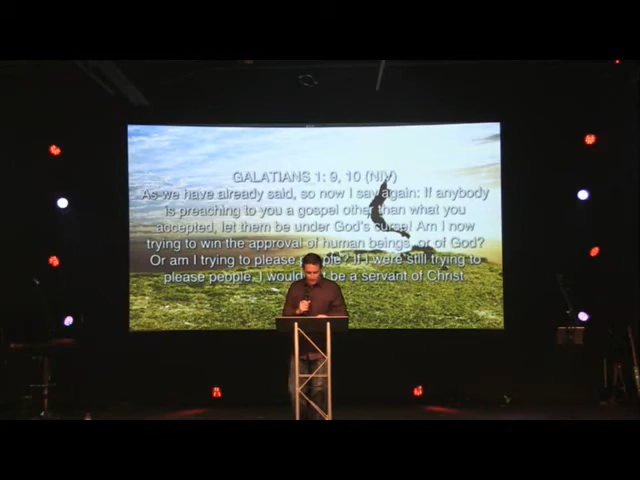 GALATIANS 1: 9, 10 (NIV)
As we have already said, so now I say again: If anybody
is preaching to you a gospel other than what you
accepted, let them be under God's curse! Am I now
trying to win the approval of human beings, or of God?
Or am I trying to please people? If I were still trying to
please people, I would not be a servant of Christ.